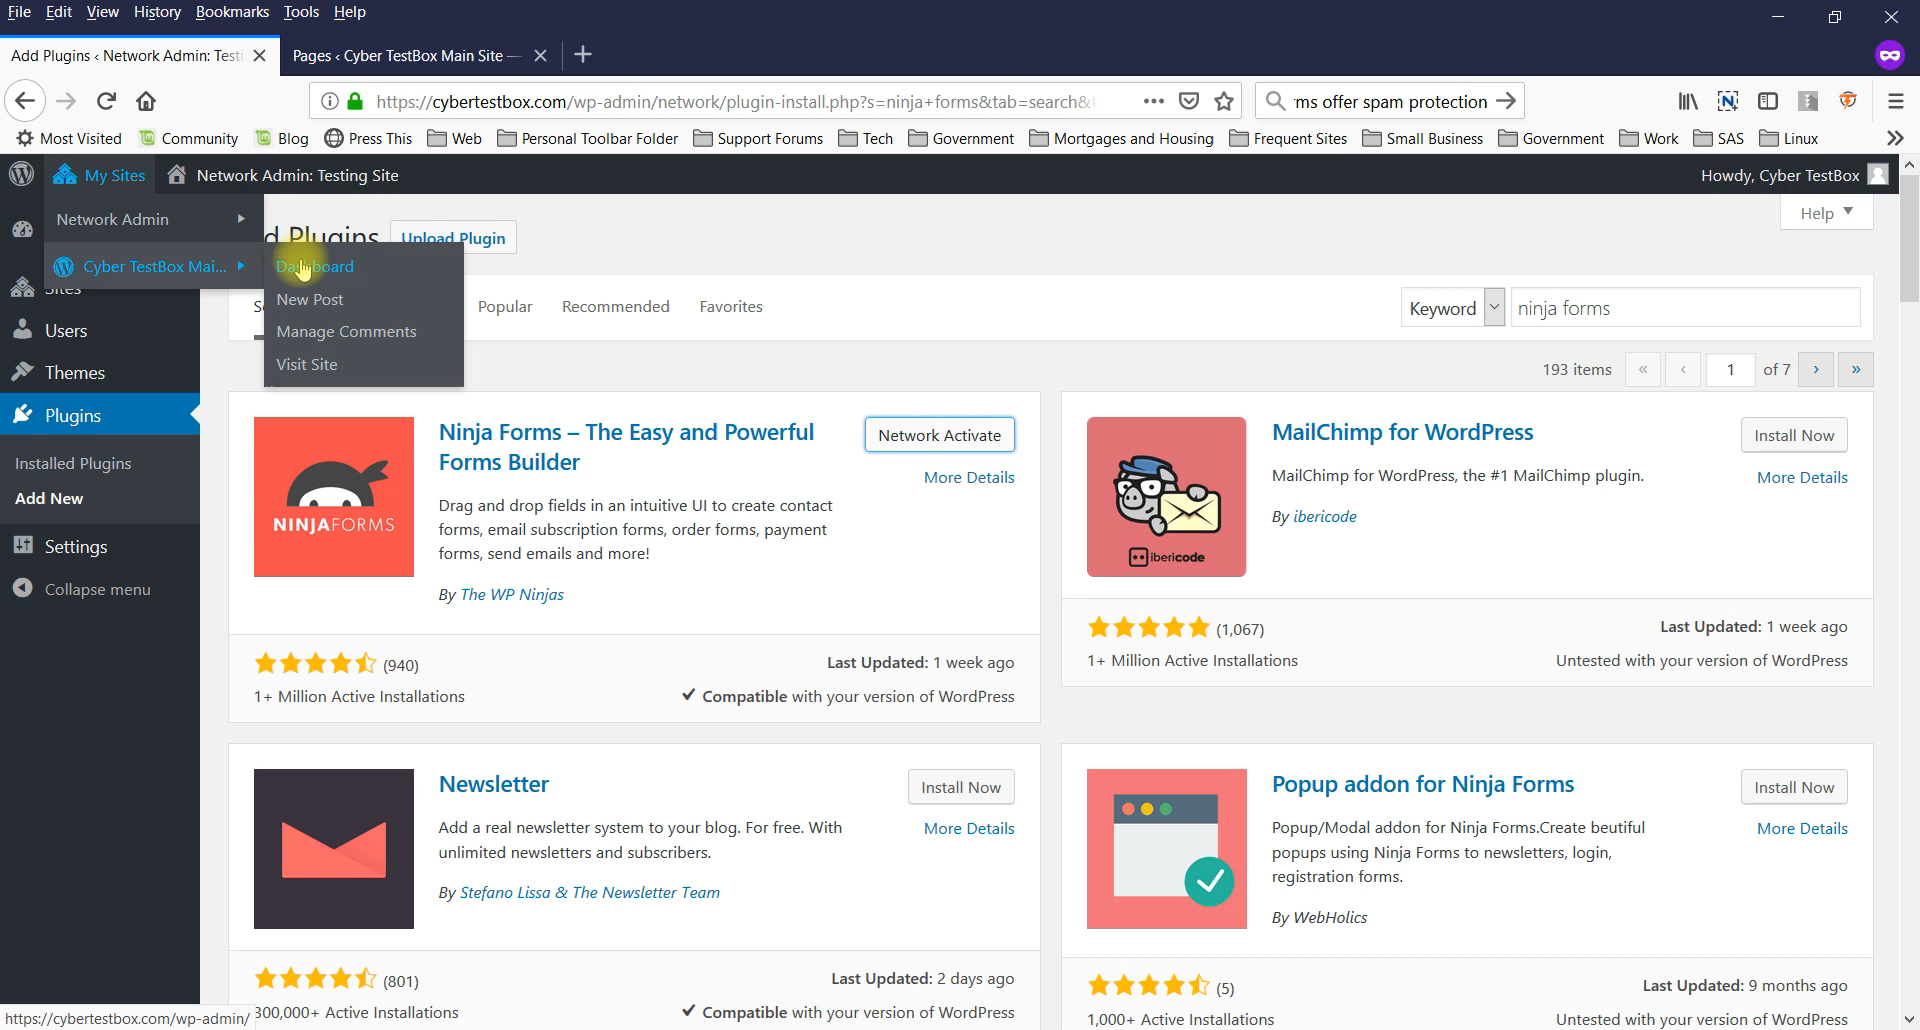 File Edit View History Bookmarks Tools Help
Add Plugins ‹ Network Admin: Testi
Pages ‹ Cyber TestBox Main Site —
https://cybertestbox.com/wp-admin/network/plugin-install.php?s=ninja+forms&tab=search&t
ms offer spam protection
Most Visited Community Blog Press This Web Personal Toolbar Folder Support Forums Tech Government Mortgages and Housing Frequent Sites Small Business Government Work SAS Linux
My Sites Network Admin: Testing Site Howdy, Cyber TestBox
Network Admin
Help
d Plugins Upload Plugin
Cyber TestBox Mai...
Dashboard
New Post
Manage Comments
Visit Site
Sites
Users
Themes
Plugins
Installed Plugins
Add New
Settings
Collapse menu
Popular Recommended Favorites Keyword ninja forms
193 items « ‹ 1 of 7 › »
NINJAFORMS
Ninja Forms – The Easy and Powerful
Forms Builder
Network Activate
More Details
Drag and drop fields in an intuitive UI to create contact
forms, email subscription forms, order forms, payment
forms, send emails and more!
By The WP Ninjas
(940)
Last Updated: 1 week ago
1+ Million Active Installations
Compatible with your version of WordPress
ibericode
MailChimp for WordPress
Install Now
More Details
MailChimp for WordPress, the #1 MailChimp plugin.
By ibericode
(1,067)
Last Updated: 1 week ago
1+ Million Active Installations
Untested with your version of WordPress
Newsletter
Install Now
More Details
Add a real newsletter system to your blog. For free. With
unlimited newsletters and subscribers.
By Stefano Lissa & The Newsletter Team
(801)
Last Updated: 2 days ago
300,000+ Active Installations
Compatible with your version of WordPress
Popup addon for Ninja Forms
Install Now
More Details
Popup/Modal addon for Ninja Forms.Create beutiful
popups using Ninja Forms to newsletters, login,
registration forms.
By WebHolics
(5)
Last Updated: 9 months ago
1,000+ Active Installations
Untested with your version of WordPress
https://cybertestbox.com/wp-admin/